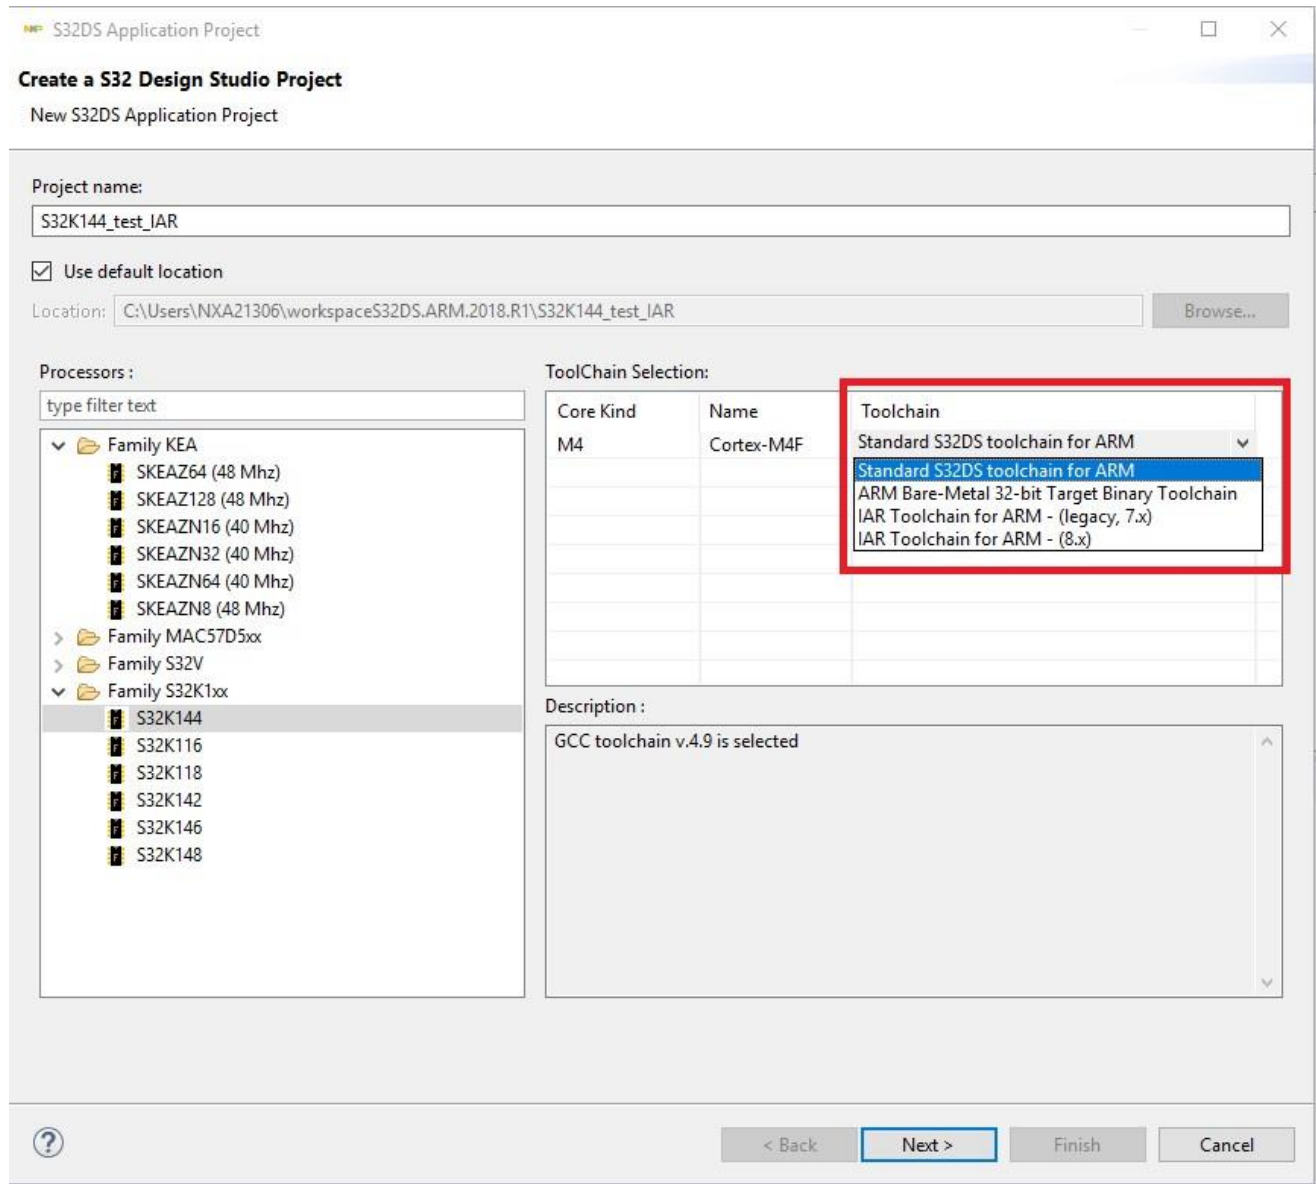 NXP S32DS Application Project
Create a S32 Design Studio Project
New S32DS Application Project
Project name:
S32K144_test_IAR
Use default location
Location: C:\Users\NXA21306\workspaceS32DS.ARM.2018.R1\S32K144_test_IAR Browse...
Processors :
type filter text
Family KEA
SKEAZ64 (48 Mhz)
SKEAZ128 (48 Mhz)
SKEAZN16 (40 Mhz)
SKEAZN32 (40 Mhz)
SKEAZN64 (40 Mhz)
SKEAZN8 (48 Mhz)
Family MAC57D5xx
Family S32V
Family S32K1xx
S32K144
S32K116
S32K118
S32K142
S32K146
S32K148
ToolChain Selection:
Core Kind Name Toolchain
M4 Cortex-M4F Standard S32DS toolchain for ARM
Standard S32DS toolchain for ARM
ARM Bare-Metal 32-bit Target Binary Toolchain
IAR Toolchain for ARM - (legacy, 7.x)
IAR Toolchain for ARM - (8.x)
Description :
GCC toolchain v.4.9 is selected
? < Back Next > Finish Cancel